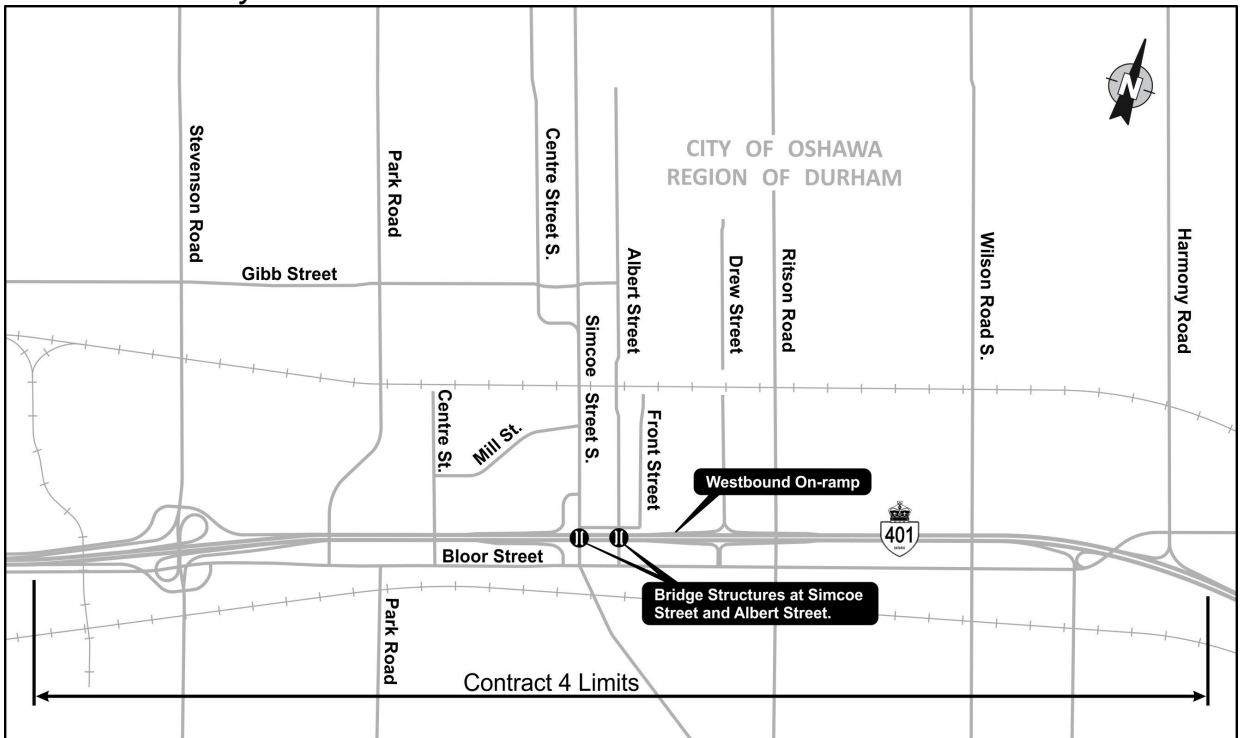 N
CITY OF OSHAWA
REGION OF DURHAM
Stevenson Road
Park Road
Centre Street S.
Gibb Street
Albert Street
Drew Street
Ritson Road
Wilson Road S.
Harmony Road
Simcoe Street S.
Centre St.
Mill St.
Front Street
Westbound On-ramp
401
Bloor Street
Bridge Structures at Simcoe
Street and Albert Street.
Park Road
Contract 4 Limits